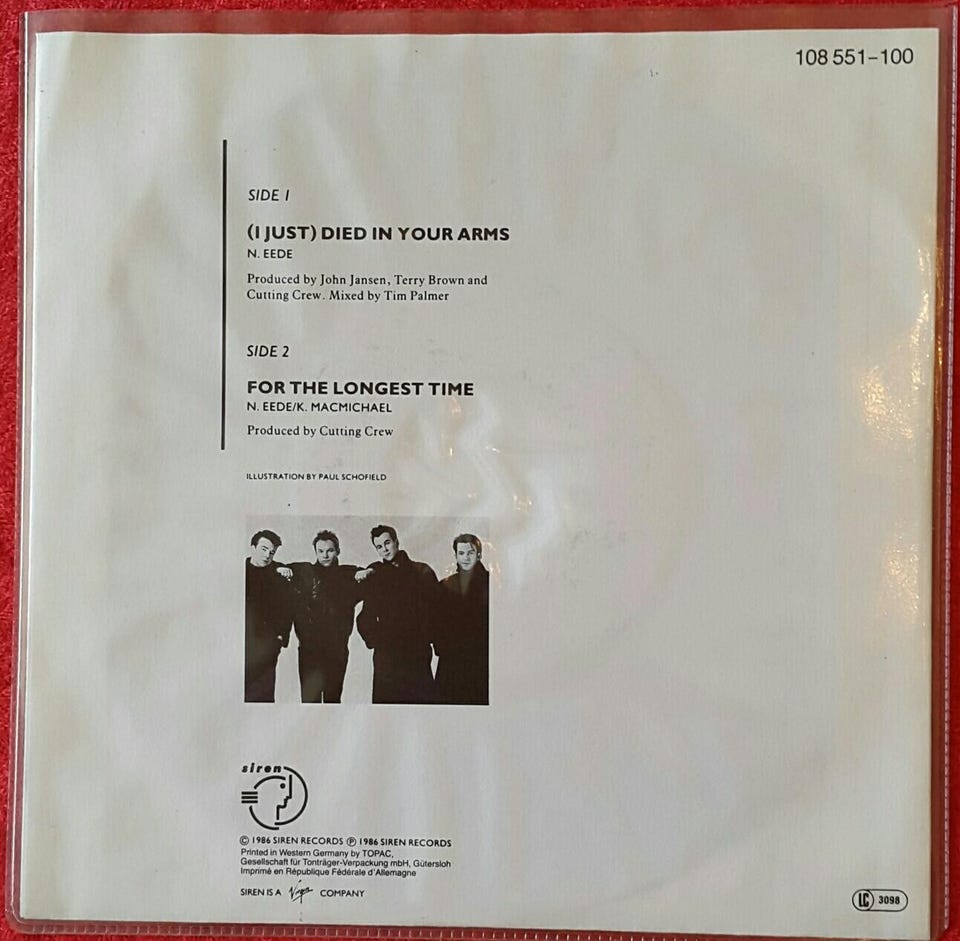 108 551-100
SIDE 1
(I JUST) DIED IN YOUR ARMS
N. EEDE
Produced by John Jansen, Terry Brown and
Cutting Crew. Mixed by Tim Palmer
SIDE 2
FOR THE LONGEST TIME
N. EEDE/K. MACMICHAEL
Produced by Cutting Crew
ILLUSTRATION BY PAUL SCHOFIELD
siren
© 1986 SIREN RECORDS ℗ 1986 SIREN RECORDS
Printed in Western Germany by TOPAC,
Gesellschaft für Tonträger-Verpackung mbH, Gütersloh
Imprimé en République Fédérale d'Allemagne
SIREN IS A Virgin COMPANY
LC 3098